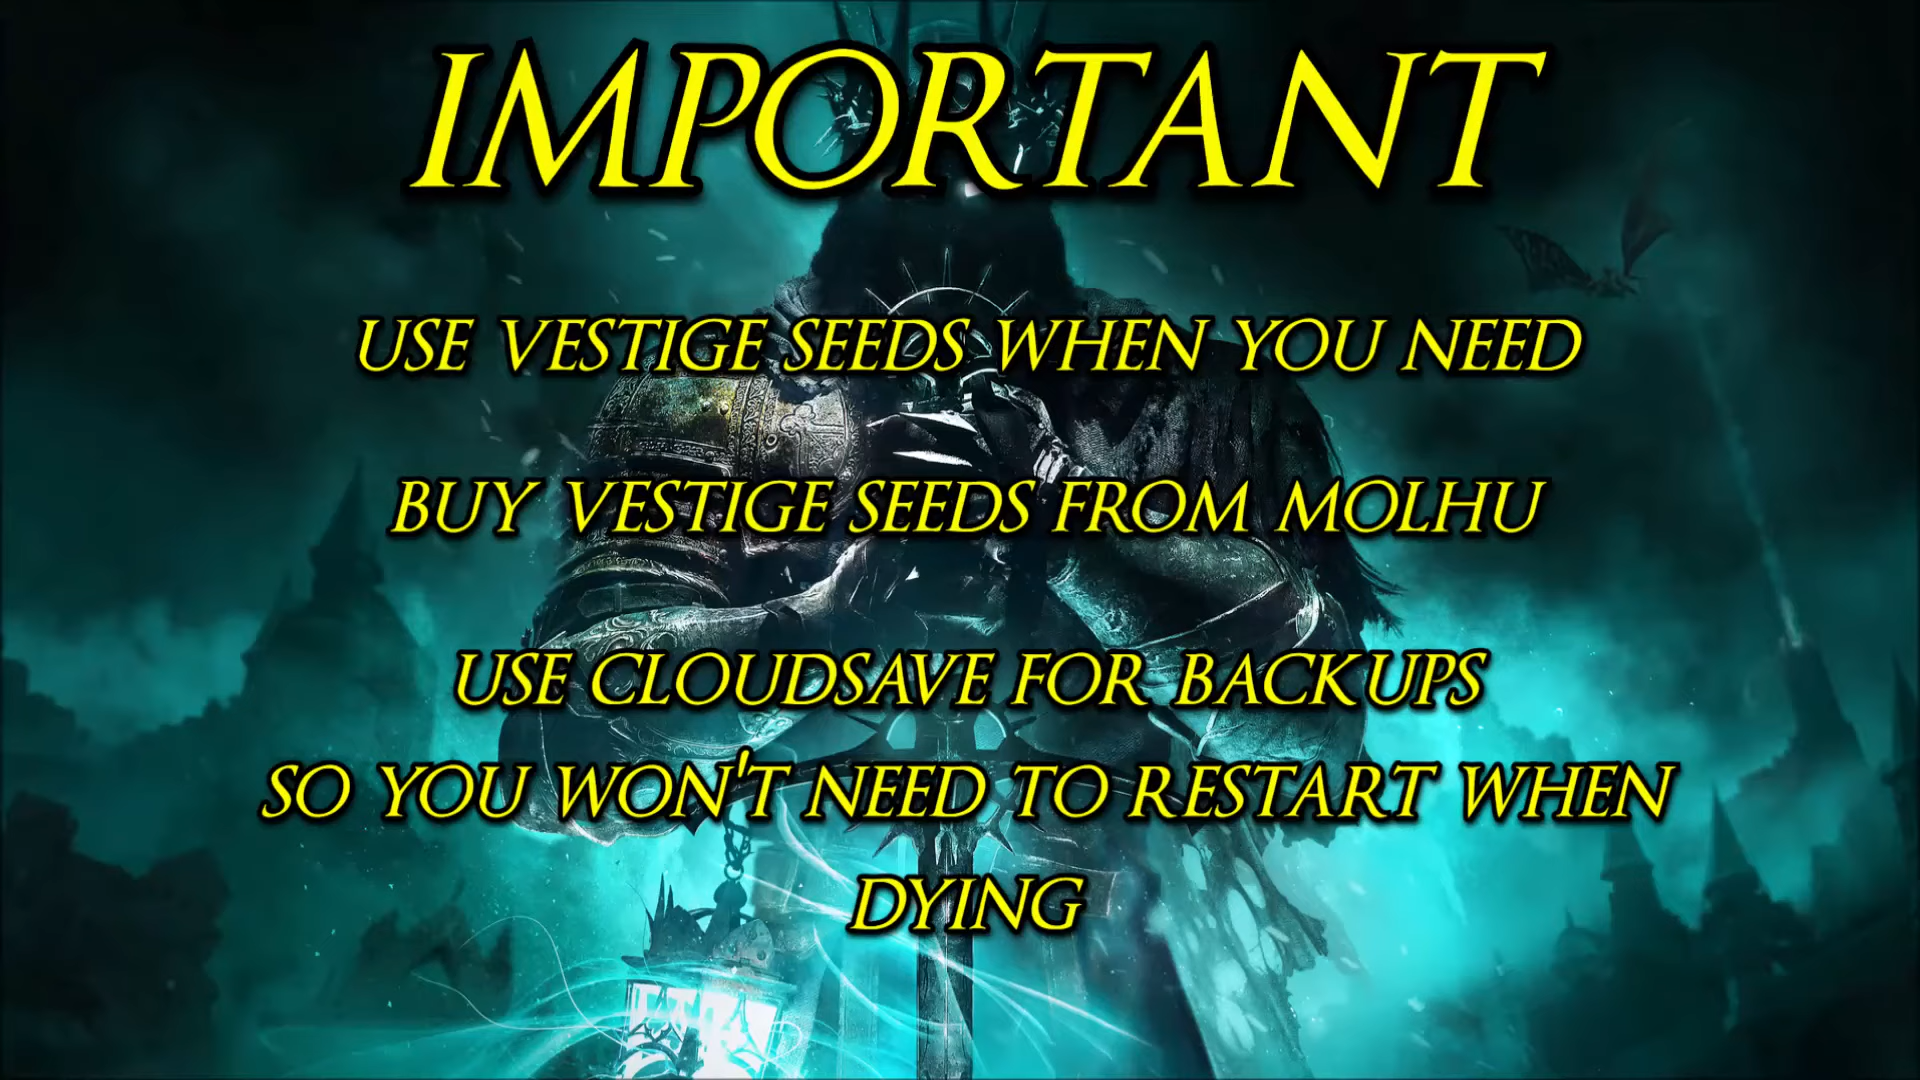 IMPORTANT
USE VESTIGE SEEDS WHEN YOU NEED
BUY VESTIGE SEEDS FROM MOLHU
USE CLOUDSAVE FOR BACKUPS
SO YOU WON'T NEED TO RESTART WHEN
DYING